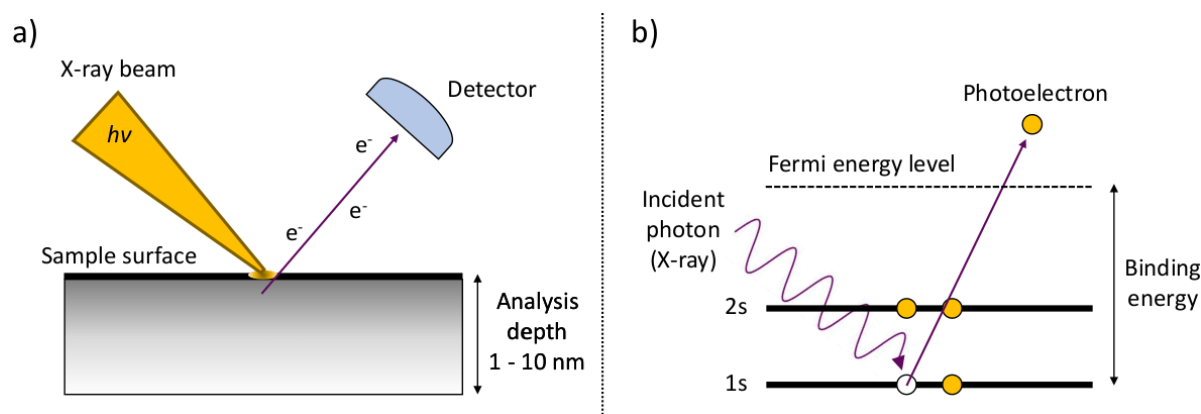 a)
X-ray beam
hv
Detector
e-
e-
e-
Sample surface
Analysis
depth
1 - 10 nm
b)
Photoelectron
Fermi energy level
Incident
photon
(X-ray)
Binding
energy
2s
1s